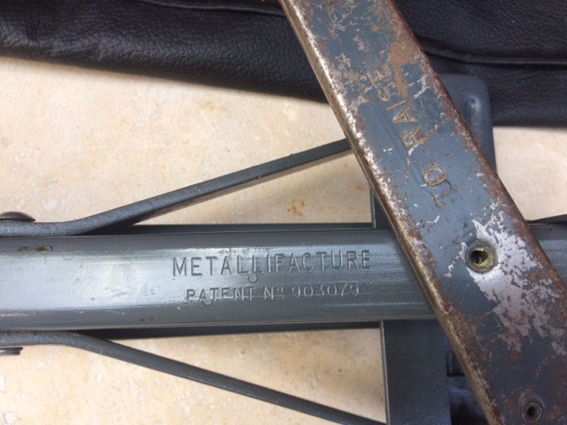 METALLIFACTURE
PATENT No 903079
TO RAISE